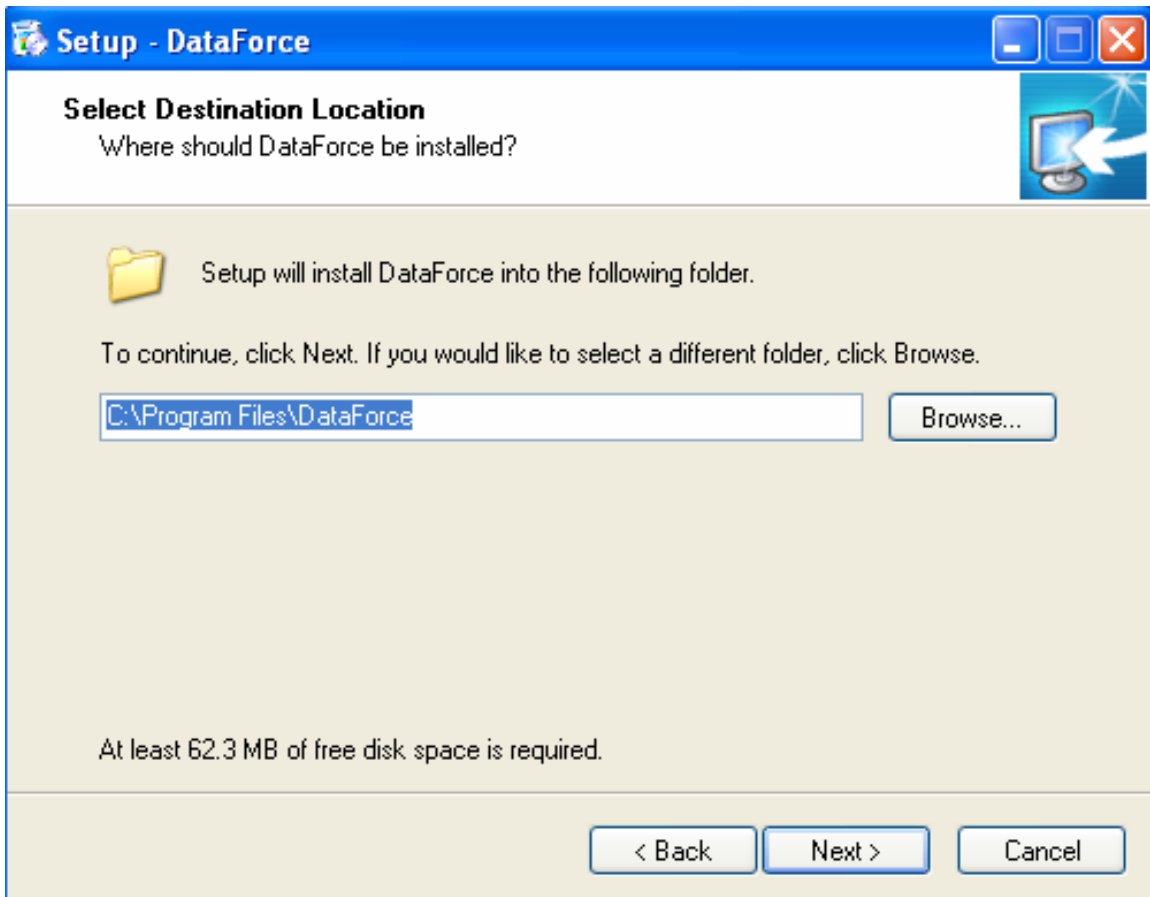 Setup - DataForce
Select Destination Location
Where should DataForce be installed?
Setup will install DataForce into the following folder.
To continue, click Next. If you would like to select a different folder, click Browse.
C:\Program Files\DataForce
Browse...
At least 62.3 MB of free disk space is required.
< Back
Next >
Cancel